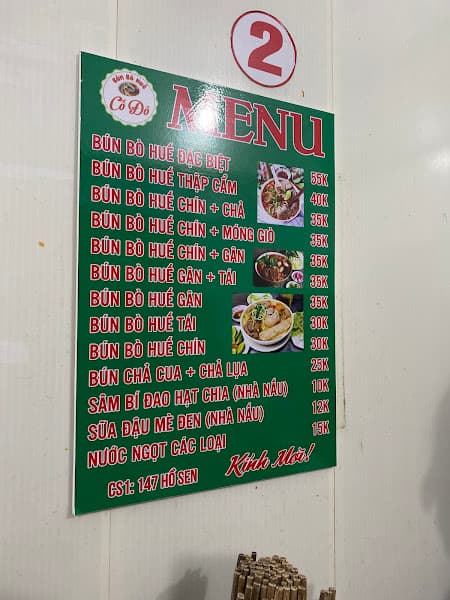 2
BÚN BÒ HUẾ
Cố Đô
MENU
BÚN BÒ HUẾ ĐẶC BIỆT 55K
BÚN BÒ HUẾ THẬP CẨM 40K
BÚN BÒ HUẾ CHÍN + CHẢ 35K
BÚN BÒ HUẾ CHÍN + MÓNG GIÒ 35K
BÚN BÒ HUẾ CHÍN + GÂN 35K
BÚN BÒ HUẾ GÂN + TÁI 35K
BÚN BÒ HUẾ GÂN 35K
BÚN BÒ HUẾ TÁI 30K
BÚN BÒ HUẾ CHÍN 30K
BÚN CHẢ CUA + CHẢ LỤA 25K
SÂM BÍ ĐAO HẠT CHIA (NHÀ NẤU) 10K
SỮA ĐẬU MÈ ĐEN (NHÀ NẤU) 12K
NƯỚC NGỌT CÁC LOẠI 15K
Kính Mời!
CS1: 147 HỒ SEN